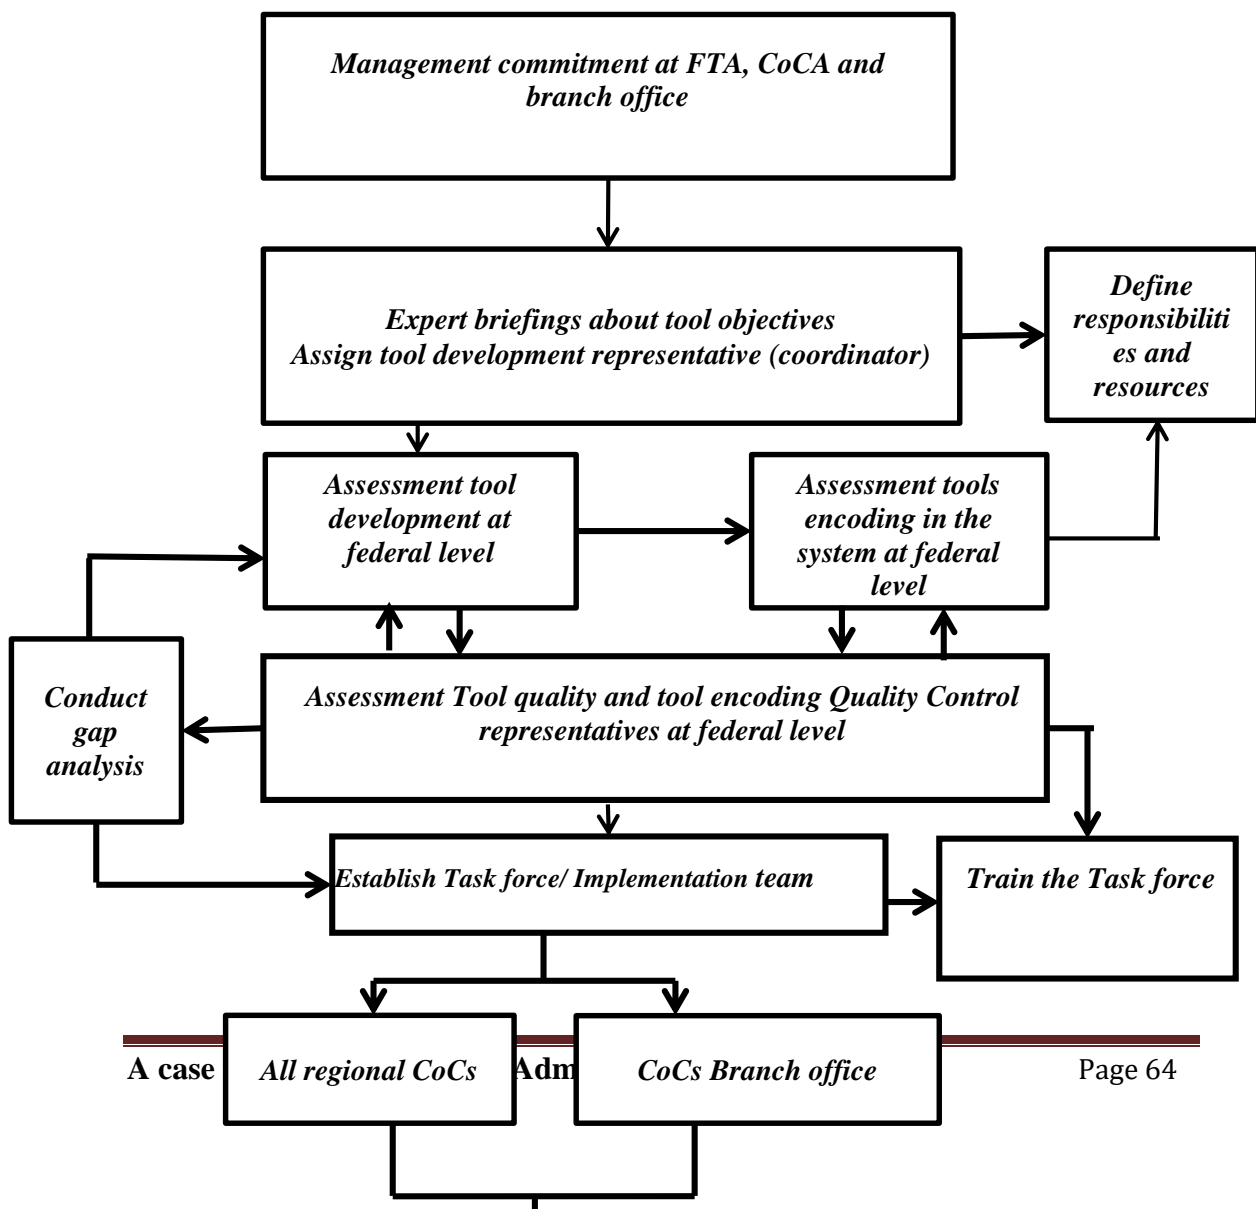 Management commitment at FTA, CoCA and
branch office
Expert briefings about tool objectives
Assign tool development representative (coordinator)
Define
responsibiliti
es and
resources
Assessment tool
development at
federal level
Assessment tools
encoding in the
system at federal
level
Conduct
gap
analysis
Assessment Tool quality and tool encoding Quality Control
representatives at federal level
Establish Task force/ Implementation team
Train the Task force
All regional CoCs
CoCs Branch office
A case
Adm
Page 64